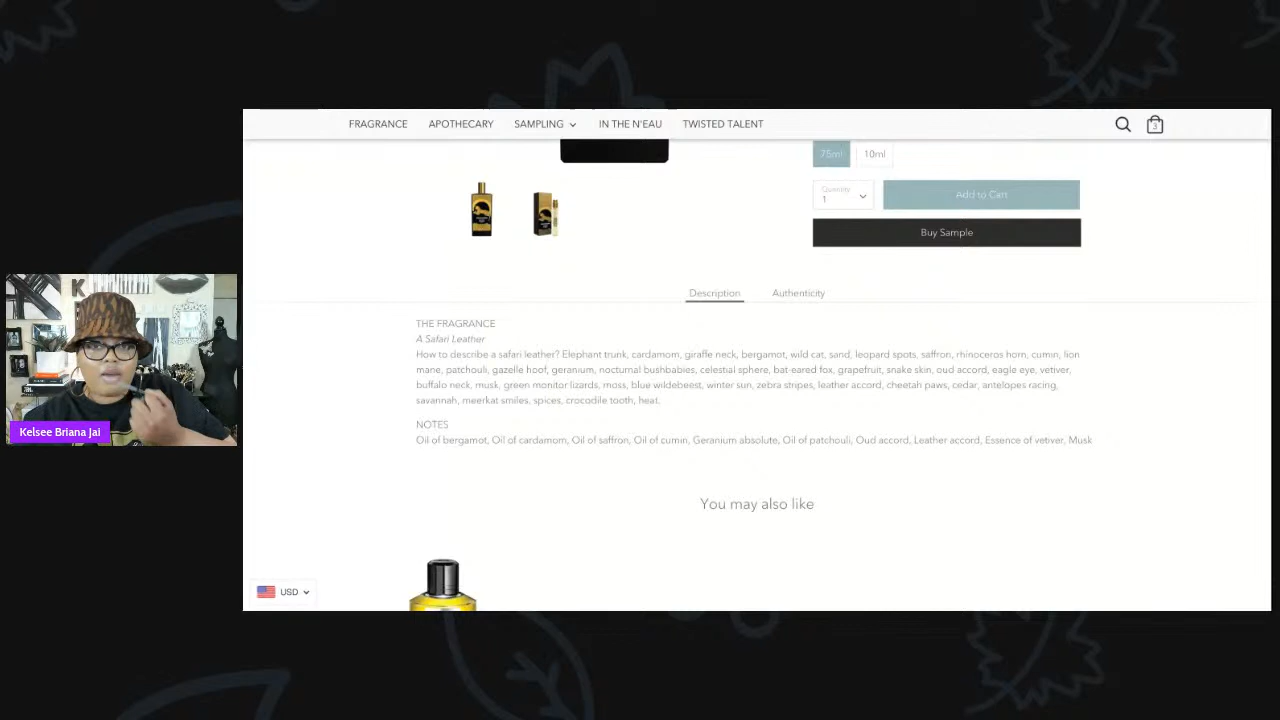 FRAGRANCE APOTHECARY SAMPLING IN THE N'EAU TWISTED TALENT
3
75ml 10ml
Quantity
1
Add to Cart
Buy Sample
Description Authenticity
THE FRAGRANCE
A Safari Leather
How to describe a safari leather? Elephant trunk, cardamom, giraffe neck, bergamot, wild cat, sand, leopard spots, saffron, rhinoceros horn, cumin, lion
mane, patchouli, gazelle hoof, geranium, nocturnal bushbabies, celestial sphere, bat-eared fox, grapefruit, snake skin, oud accord, eagle eye, vetiver,
buffalo neck, musk, green monitor lizards, moss, blue wildebeest, winter sun, zebra stripes, leather accord, cheetah paws, cedar, antelopes racing,
savannah, meerkat smiles, spices, crocodile tooth, heat.
NOTES
Oil of bergamot, Oil of cardamom, Oil of saffron, Oil of cumin, Geranium absolute, Oil of patchouli, Oud accord, Leather accord, Essence of vetiver, Musk
You may also like
USD
K
Kelsee Briana Jai